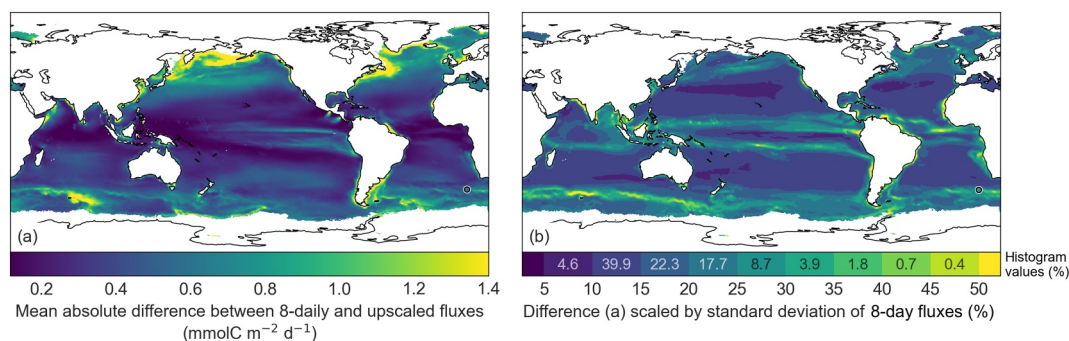 (a)
0.2 0.4 0.6 0.8 1.0 1.2 1.4
Mean absolute difference between 8-daily and upscaled fluxes
(mmolC m⁻² d⁻¹)
(b)
4.6 39.9 22.3 17.7 8.7 3.9 1.8 0.7 0.4
Histogram
values (%)
5 10 15 20 25 30 35 40 45 50
Difference (a) scaled by standard deviation of 8-day fluxes (%)